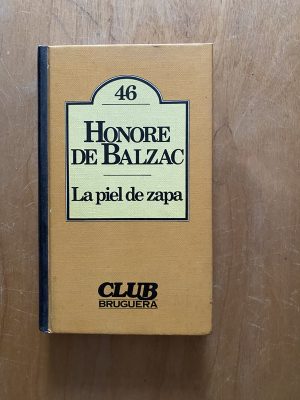 46
HONORE
DE BALZAC
La piel de zapa
CLUB
BRUGUERA